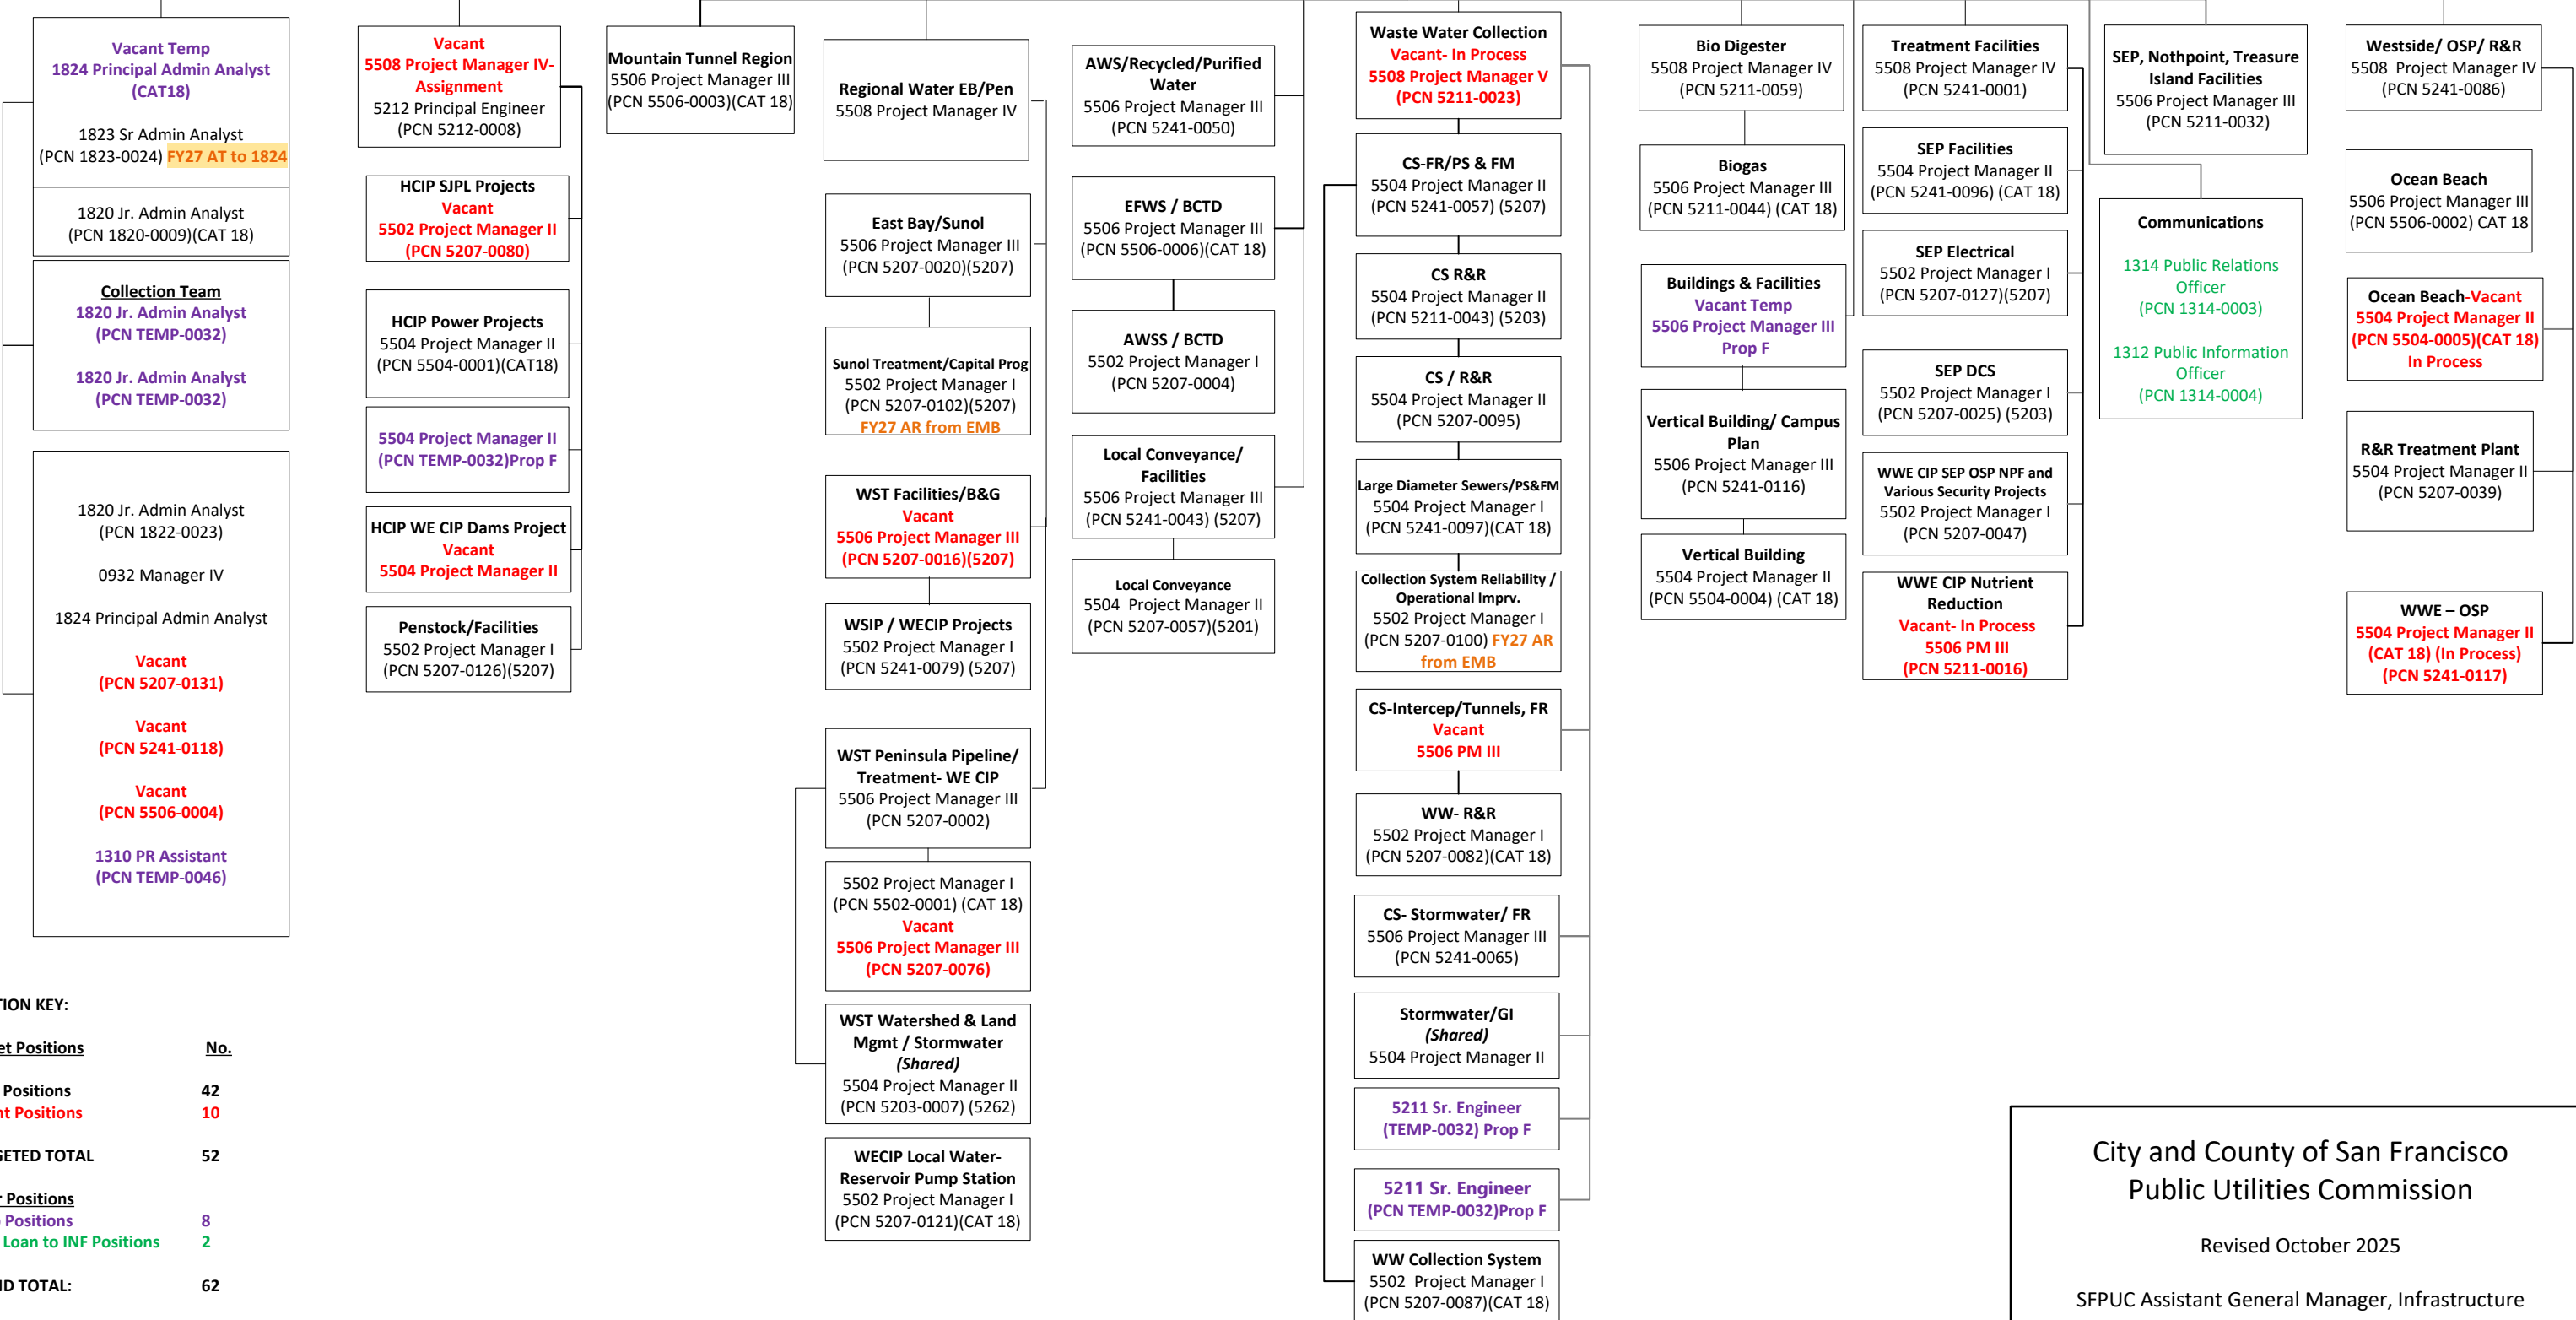 Vacant Temp
1824 Principal Admin Analyst
(CAT18)
1823 Sr Admin Analyst
(PCN 1823-0024) FY27 AT to 1824
1820 Jr. Admin Analyst
(PCN 1820-0009)(CAT 18)
Collection Team
1820 Jr. Admin Analyst
(PCN TEMP-0032)
1820 Jr. Admin Analyst
(PCN TEMP-0032)
1820 Jr. Admin Analyst
(PCN 1822-0023)
0932 Manager IV
1824 Principal Admin Analyst
Vacant
(PCN 5207-0131)
Vacant
(PCN 5241-0118)
Vacant
(PCN 5506-0004)
1310 PR Assistant
(PCN TEMP-0046)
TION KEY:
et Positions No.
Positions 42
nt Positions 10
GETED TOTAL 52
r Positions
Positions 8
Loan to INF Positions 2
ND TOTAL: 62
Vacant
5508 Project Manager IV-
Assignment
5212 Principal Engineer
(PCN 5212-0008)
HCIP SJPL Projects
Vacant
5502 Project Manager II
(PCN 5207-0080)
HCIP Power Projects
5504 Project Manager II
(PCN 5504-0001)(CAT18)
5504 Project Manager II
(PCN TEMP-0032)Prop F
HCIP WE CIP Dams Project
Vacant
5504 Project Manager II
Penstock/Facilities
5502 Project Manager I
(PCN 5207-0126)(5207)
Mountain Tunnel Region
5506 Project Manager III
(PCN 5506-0003)(CAT 18)
Regional Water EB/Pen
5508 Project Manager IV
East Bay/Sunol
5506 Project Manager III
(PCN 5207-0020)(5207)
Sunol Treatment/Capital Prog
5502 Project Manager I
(PCN 5207-0102)(5207)
FY27 AR from EMB
WST Facilities/B&G
Vacant
5506 Project Manager III
(PCN 5207-0016)(5207)
WSIP / WECIP Projects
5502 Project Manager I
(PCN 5241-0079) (5207)
WST Peninsula Pipeline/
Treatment- WE CIP
5506 Project Manager III
(PCN 5207-0002)
5502 Project Manager I
(PCN 5502-0001) (CAT 18)
Vacant
5506 Project Manager III
(PCN 5207-0076)
WST Watershed & Land
Mgmt / Stormwater
(Shared)
5504 Project Manager II
(PCN 5203-0007) (5262)
WECIP Local Water-
Reservoir Pump Station
5502 Project Manager I
(PCN 5207-0121)(CAT 18)
AWS/Recycled/Purified
Water
5506 Project Manager III
(PCN 5241-0050)
EFWS / BCTD
5506 Project Manager III
(PCN 5506-0006)(CAT 18)
AWSS / BCTD
5502 Project Manager I
(PCN 5207-0004)
Local Conveyance/
Facilities
5506 Project Manager III
(PCN 5241-0043) (5207)
Local Conveyance
5504 Project Manager II
(PCN 5207-0057)(5201)
Waste Water Collection
Vacant- In Process
5508 Project Manager V
(PCN 5211-0023)
CS-FR/PS & FM
5504 Project Manager II
(PCN 5241-0057) (5207)
CS R&R
5504 Project Manager II
(PCN 5211-0043) (5203)
CS / R&R
5504 Project Manager II
(PCN 5207-0095)
Large Diameter Sewers/PS&FM
5504 Project Manager I
(PCN 5241-0097)(CAT 18)
Collection System Reliability /
Operational Imprv.
5502 Project Manager I
(PCN 5207-0100) FY27 AR
from EMB
CS-Intercep/Tunnels, FR
Vacant
5506 PM III
WW- R&R
5502 Project Manager I
(PCN 5207-0082)(CAT 18)
CS- Stormwater/ FR
5506 Project Manager III
(PCN 5241-0065)
Stormwater/GI
(Shared)
5504 Project Manager II
5211 Sr. Engineer
(TEMP-0032) Prop F
5211 Sr. Engineer
(PCN TEMP-0032)Prop F
WW Collection System
5502 Project Manager I
(PCN 5207-0087)(CAT 18)
Bio Digester
5508 Project Manager IV
(PCN 5211-0059)
Biogas
5506 Project Manager III
(PCN 5211-0044) (CAT 18)
Buildings & Facilities
Vacant Temp
5506 Project Manager III
Prop F
Vertical Building/ Campus
Plan
5506 Project Manager III
(PCN 5241-0116)
Vertical Building
5504 Project Manager II
(PCN 5504-0004) (CAT 18)
Treatment Facilities
5508 Project Manager IV
(PCN 5241-0001)
SEP Facilities
5504 Project Manager II
(PCN 5241-0096) (CAT 18)
SEP Electrical
5502 Project Manager I
(PCN 5207-0127)(5207)
SEP DCS
5502 Project Manager I
(PCN 5207-0025) (5203)
WWE CIP SEP OSP NPF and
Various Security Projects
5502 Project Manager I
(PCN 5207-0047)
WWE CIP Nutrient
Reduction
Vacant- In Process
5506 PM III
(PCN 5211-0016)
SEP, Nothpoint, Treasure
Island Facilities
5506 Project Manager III
(PCN 5211-0032)
Communications
1314 Public Relations
Officer
(PCN 1314-0003)
1312 Public Information
Officer
(PCN 1314-0004)
Westside/ OSP/ R&R
5508 Project Manager IV
(PCN 5241-0086)
Ocean Beach
5506 Project Manager III
(PCN 5506-0002) CAT 18
Ocean Beach-Vacant
5504 Project Manager II
(PCN 5504-0005)(CAT 18)
In Process
R&R Treatment Plant
5504 Project Manager II
(PCN 5207-0039)
WWE – OSP
5504 Project Manager II
(CAT 18) (In Process)
(PCN 5241-0117)
City and County of San Francisco
Public Utilities Commission
Revised October 2025
SFPUC Assistant General Manager, Infrastructure